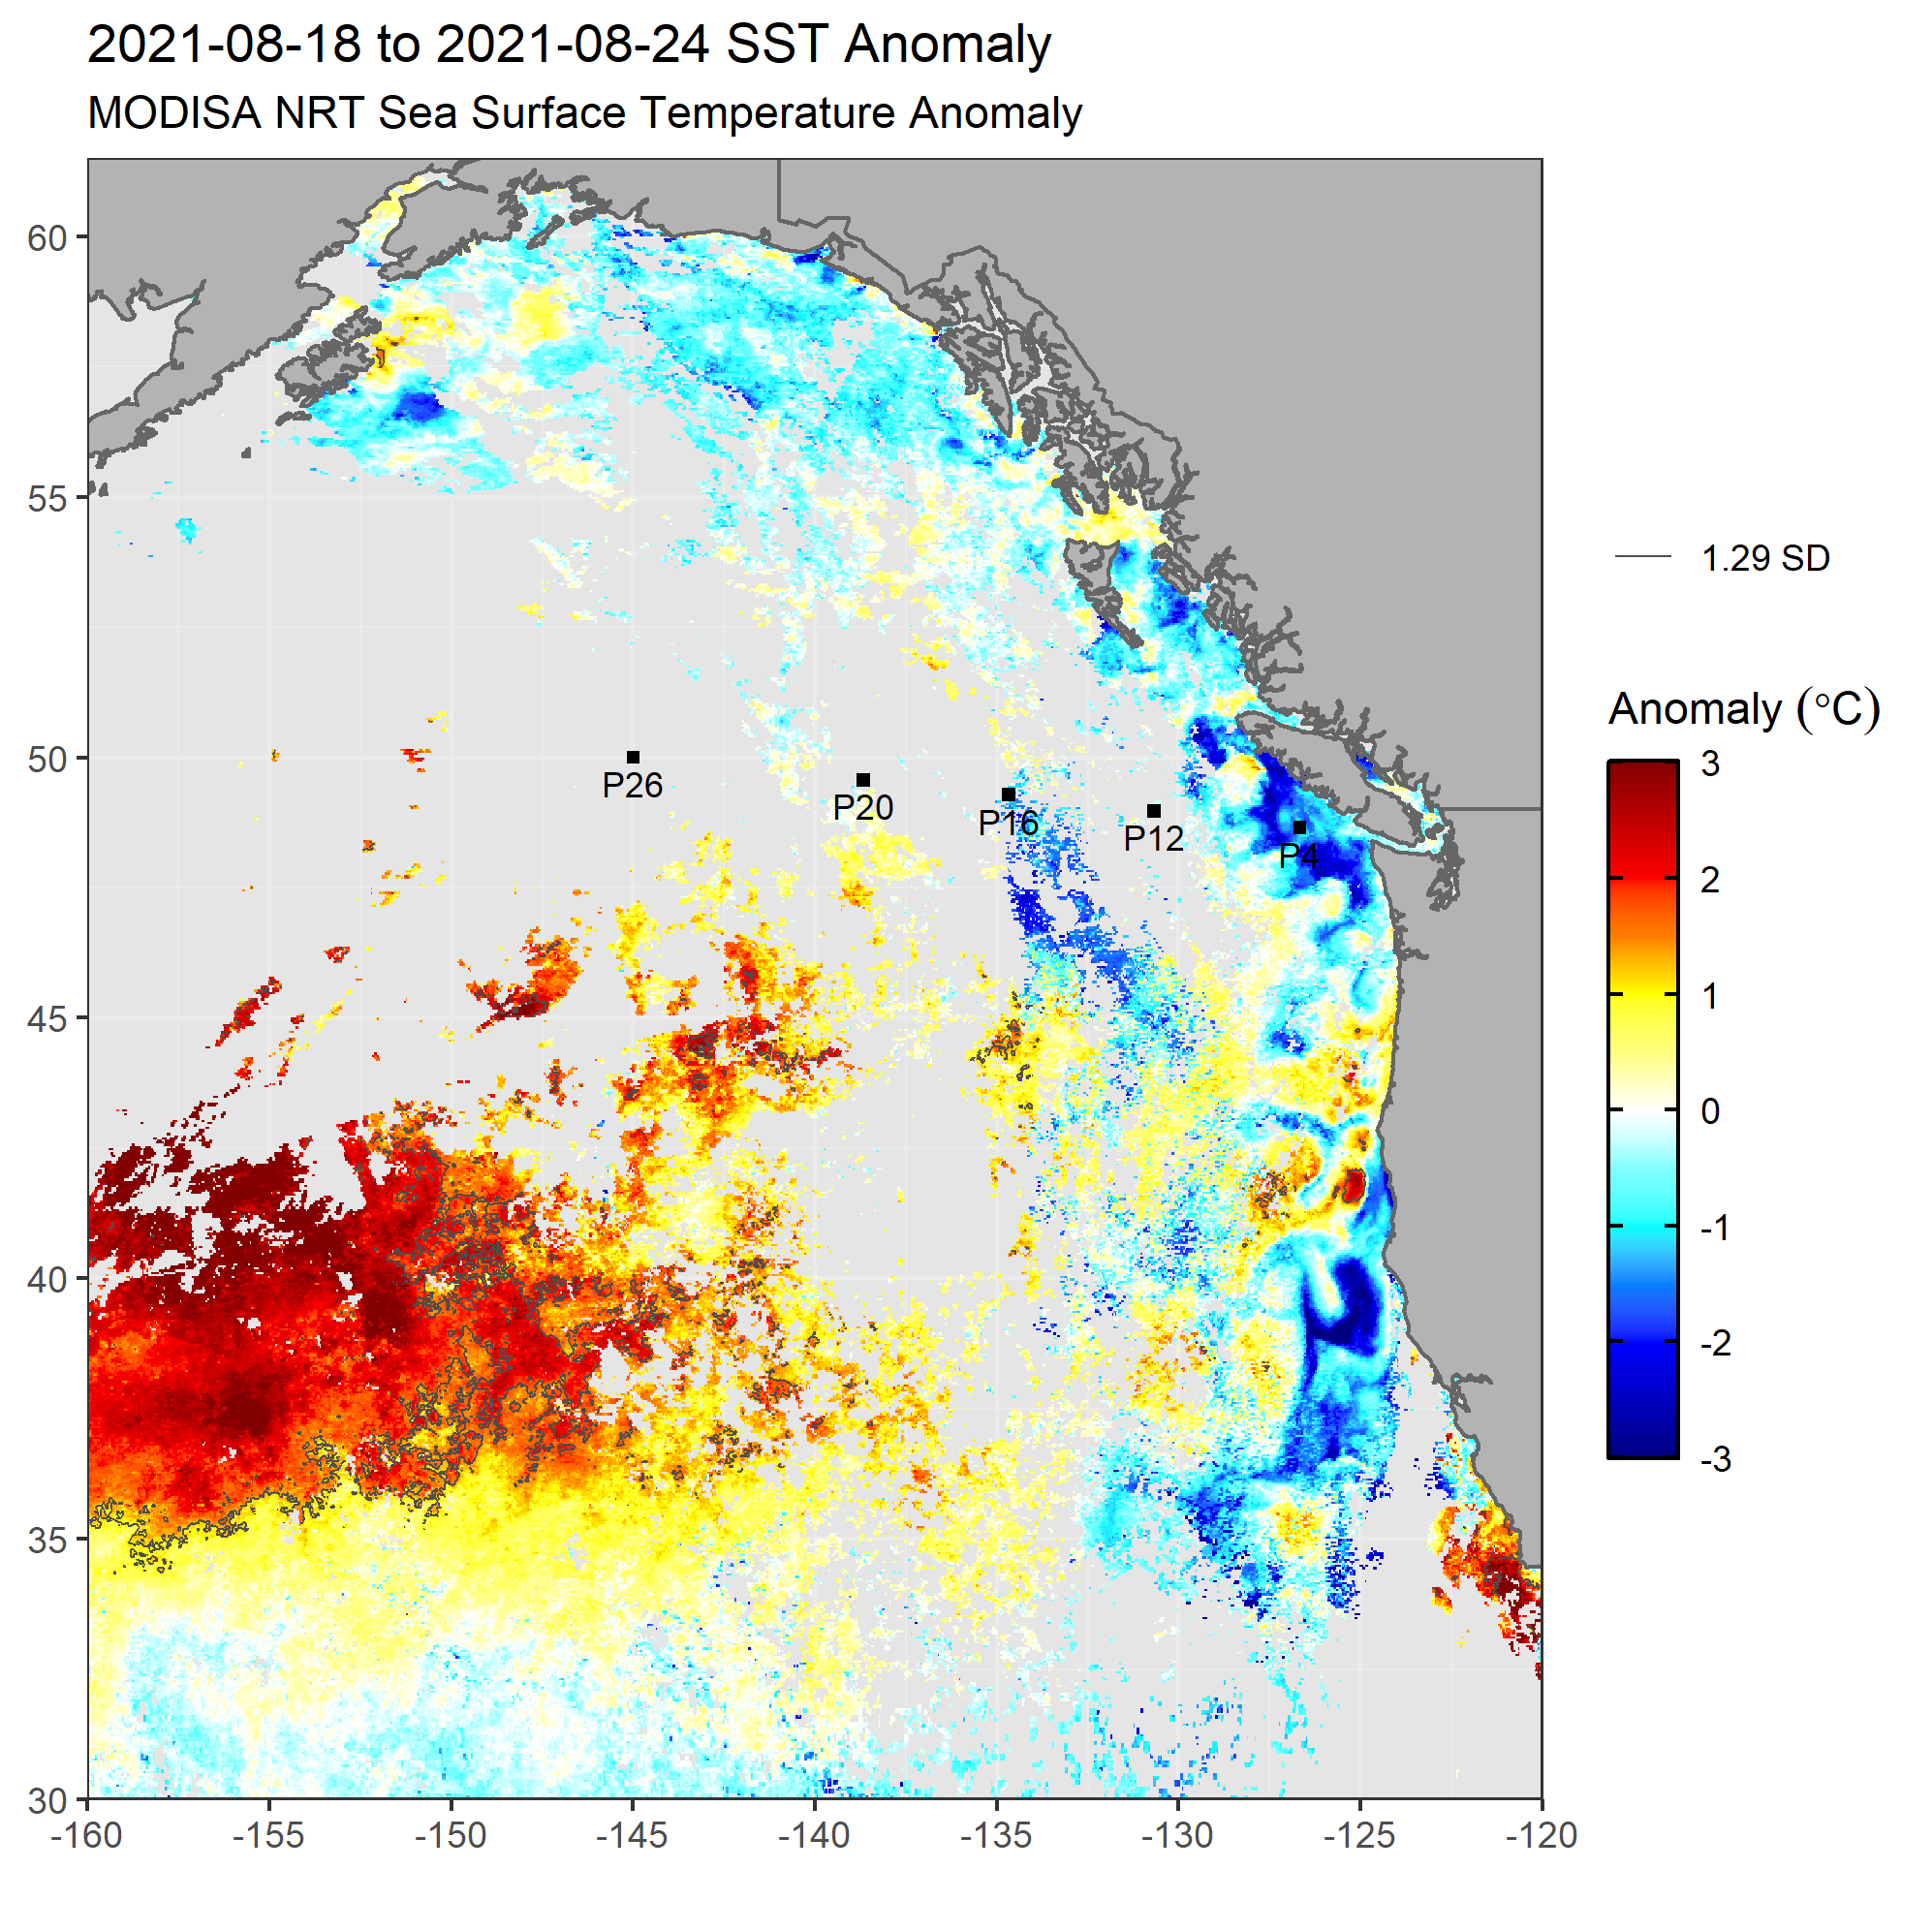 2021-08-18 to 2021-08-24 SST Anomaly
MODISA NRT Sea Surface Temperature Anomaly
60
55
50
45
40
35
30
-160
-155
-150
-145
-140
-135
-130
-125
-120
P26
P20
P16
P12
P4
1.29 SD
Anomaly (°C)
3
2
1
0
-1
-2
-3